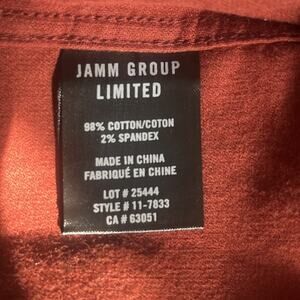 JAMM GROUP
LIMITED
98% COTTON/COTON
2% SPANDEX
MADE IN CHINA
FABRIQUÉ EN CHINE
LOT # 25444
STYLE # 11-7833
CA # 63051